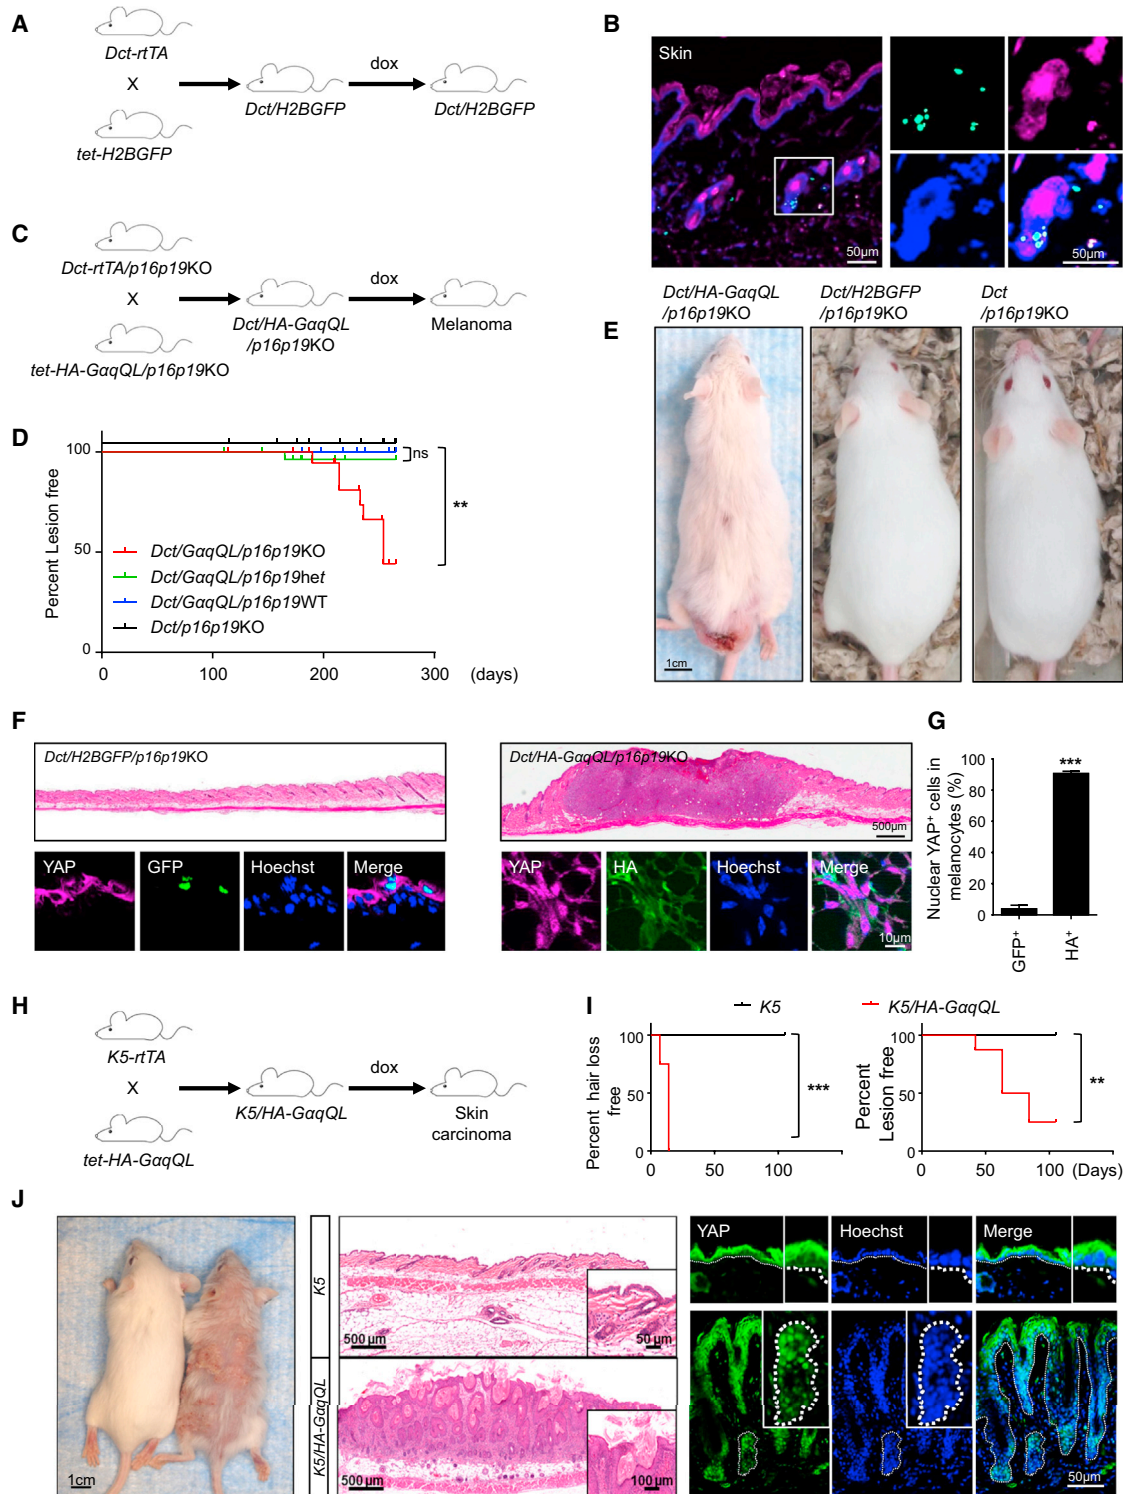 A
Dct-rtTA
X
tet-H2BGFP
Dct/H2BGFP
dox
Dct/H2BGFP
B
Skin
50µm
50µm
C
Dct-rtTA/p16p19KO
X
tet-HA-GαqQL/p16p19KO
Dct/HA-GαqQL
/p16p19KO
dox
Melanoma
D
Percent Lesion free
100
50
0
0
100
200
300
(days)
ns
**
Dct/GαqQL/p16p19KO
Dct/GαqQL/p16p19het
Dct/GαqQL/p16p19WT
Dct/p16p19KO
E
Dct/HA-GαqQL
/p16p19KO
Dct/H2BGFP
/p16p19KO
Dct
/p16p19KO
1cm
F
Dct/H2BGFP/p16p19KO
Dct/HA-GαqQL/p16p19KO
500µm
YAP
GFP
Hoechst
Merge
YAP
HA
Hoechst
Merge
10µm
G
Nuclear YAP⁺ cells in
melanocytes (%)
100
80
60
40
20
0
***
GFP⁺
HA⁺
H
K5-rtTA
X
tet-HA-GαqQL
K5/HA-GαqQL
dox
Skin
carcinoma
I
K5
K5/HA-GαqQL
Percent hair loss
free
100
50
0
0
50
100
***
Percent
Lesion free
100
50
0
0
50
100
(Days)
**
J
1cm
K5
500 µm
50 µm
K5/HA-GαqQL
500 µm
100 µm
YAP
Hoechst
Merge
50µm